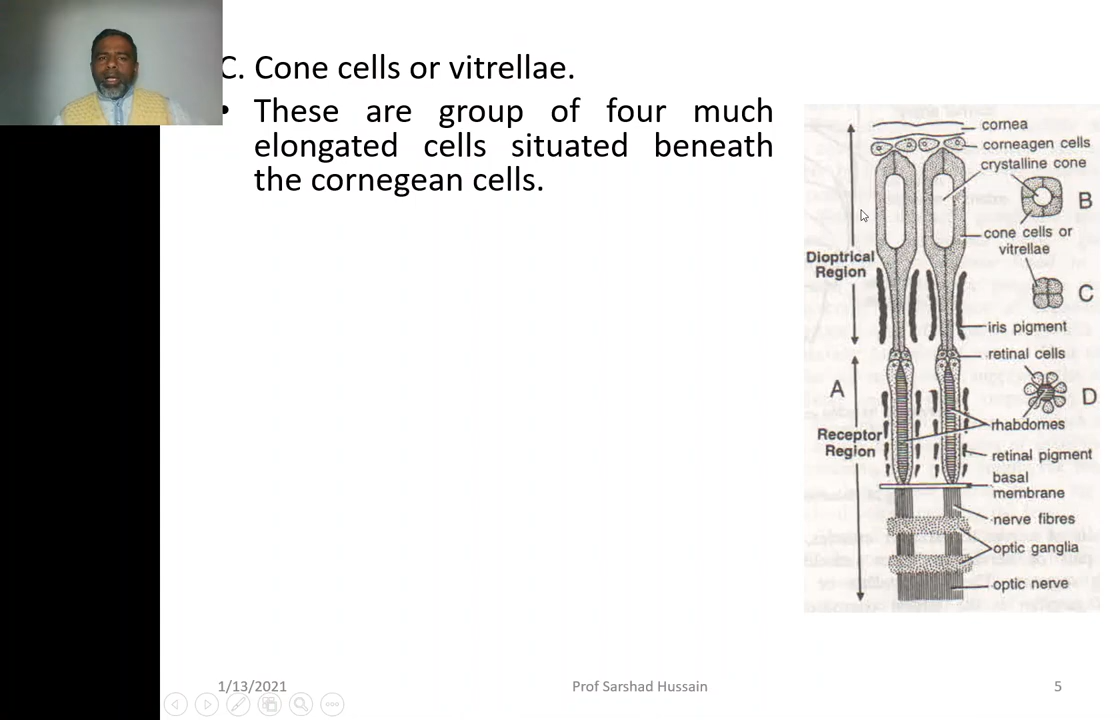 C. Cone cells or vitrellae.
• These are group of four much
elongated cells situated beneath
the cornegean cells.
cornea
corneagen cells
crystalline cone
B
cone cells or
vitrellae
Dioptrical
Region
C
iris pigment
retinal cells
A
D
rhabdomes
Receptor
Region
retinal pigment
basal
membrane
nerve fibres
optic ganglia
optic nerve
1/13/2021
Prof Sarshad Hussain
5